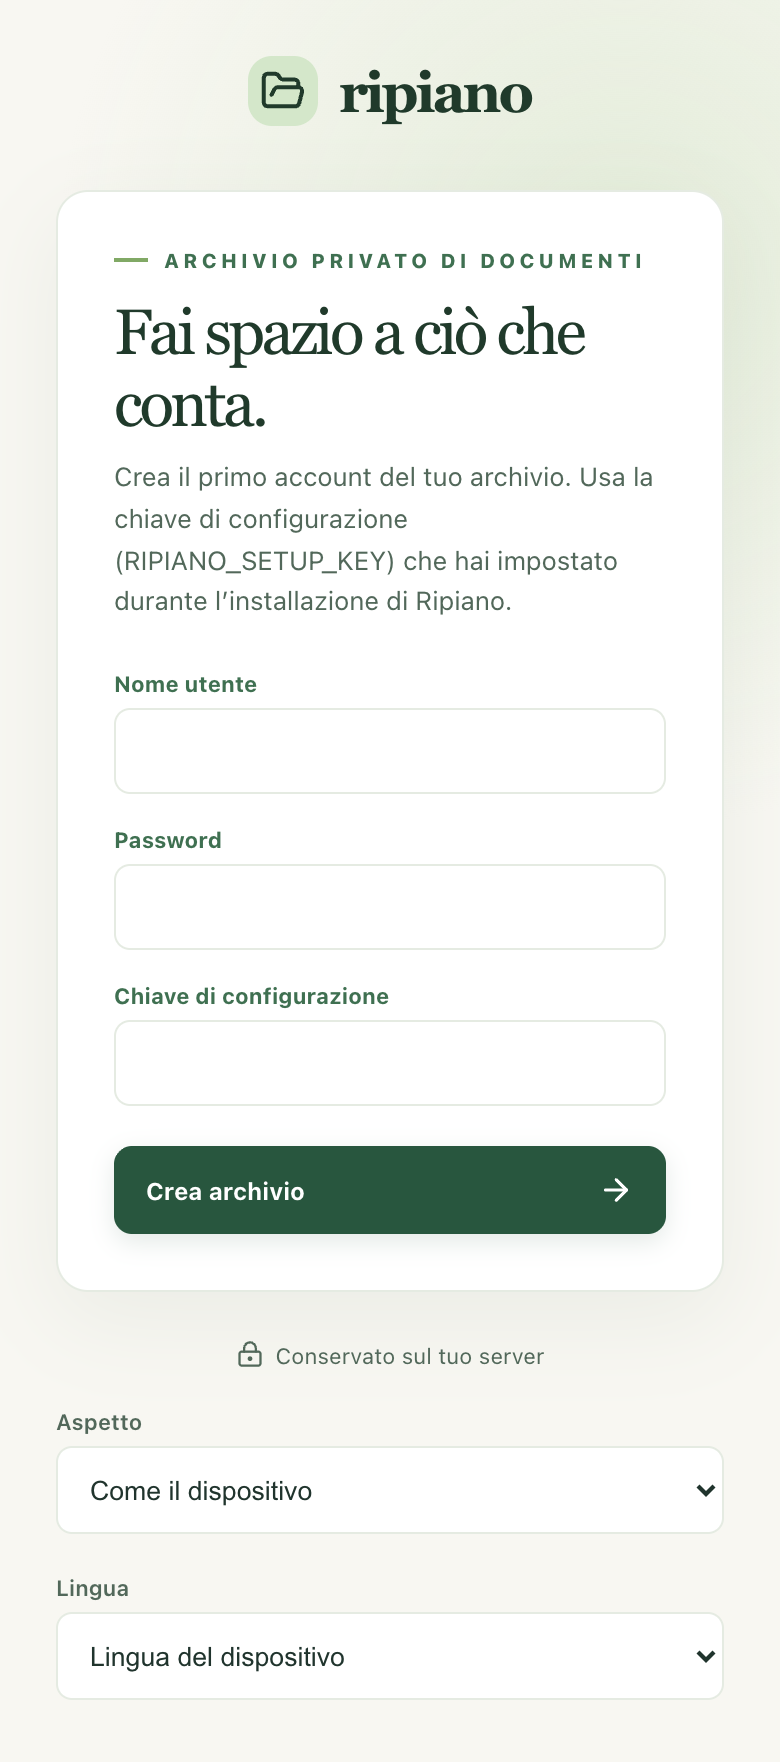 ripiano
ARCHIVIO PRIVATO DI DOCUMENTI
Fai spazio a ciò che
conta.
Crea il primo account del tuo archivio. Usa la
chiave di configurazione
(RIPIANO_SETUP_KEY) che hai impostato
durante l’installazione di Ripiano.
Nome utente
Password
Chiave di configurazione
Crea archivio
Conservato sul tuo server
Aspetto
Come il dispositivo
Lingua
Lingua del dispositivo